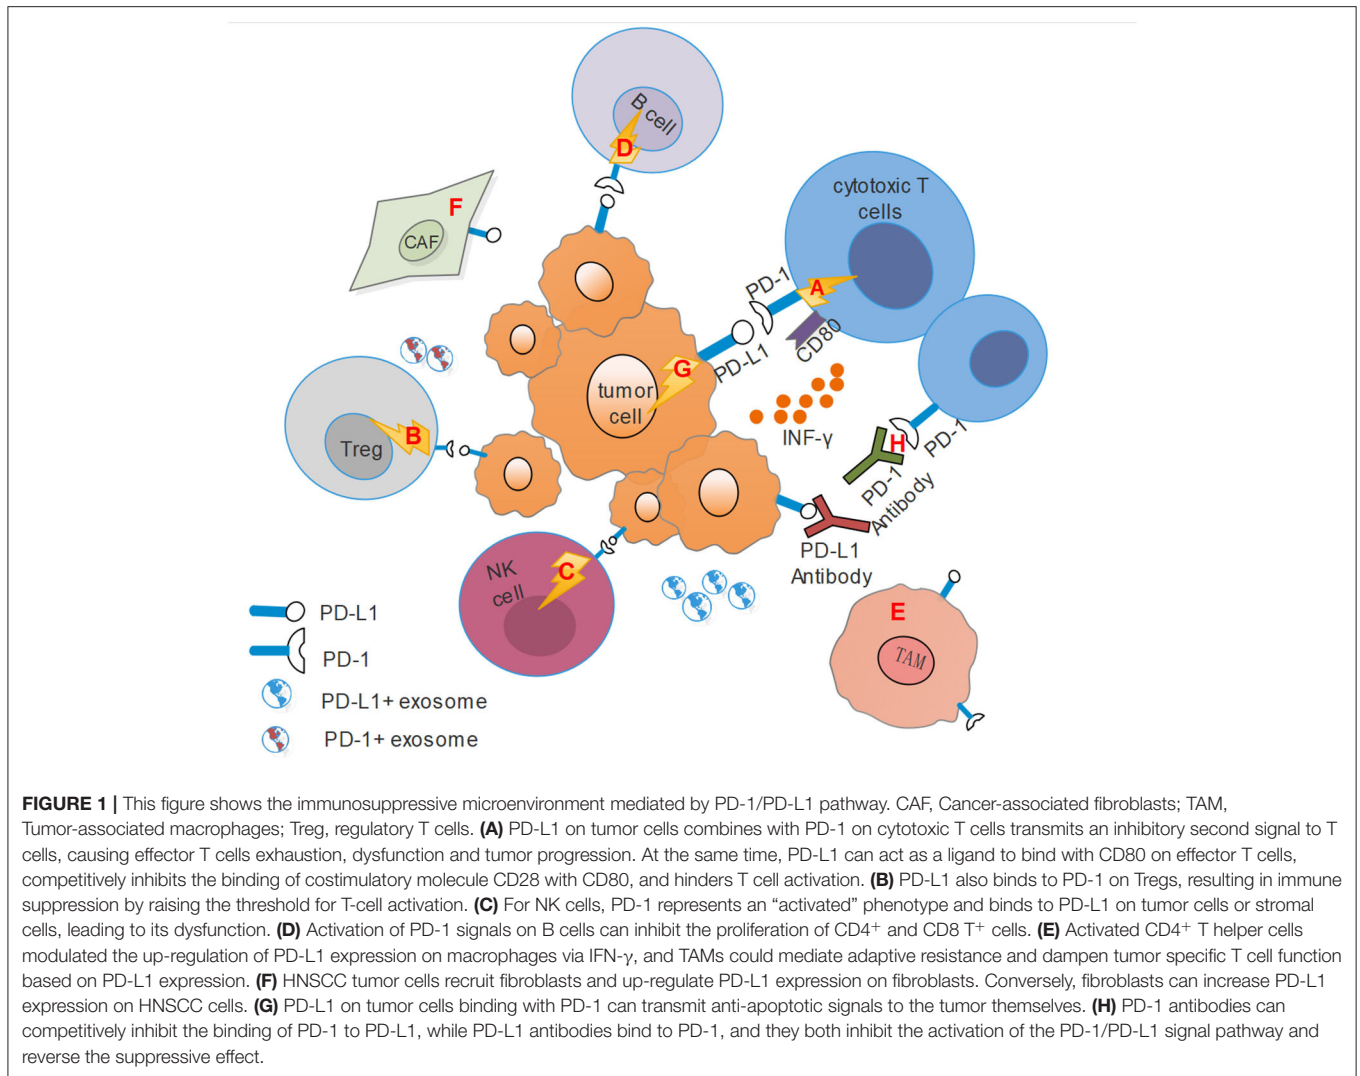 B cell
D
F
CAF
cytotoxic T
cells
PD-1
A
CD80
PD-L1
G
tumor
cell
INF-γ
Treg
B
H
PD-1
PD-1
Antibody
PD-L1
Antibody
NK
cell
C
E
TAM
PD-L1
PD-1
PD-L1+ exosome
PD-1+ exosome
FIGURE 1 | This figure shows the immunosuppressive microenvironment mediated by PD-1/PD-L1 pathway. CAF, Cancer-associated fibroblasts; TAM,
Tumor-associated macrophages; Treg, regulatory T cells. (A) PD-L1 on tumor cells combines with PD-1 on cytotoxic T cells transmits an inhibitory second signal to T
cells, causing effector T cells exhaustion, dysfunction and tumor progression. At the same time, PD-L1 can act as a ligand to bind with CD80 on effector T cells,
competitively inhibits the binding of costimulatory molecule CD28 with CD80, and hinders T cell activation. (B) PD-L1 also binds to PD-1 on Tregs, resulting in immune
suppression by raising the threshold for T-cell activation. (C) For NK cells, PD-1 represents an “activated” phenotype and binds to PD-L1 on tumor cells or stromal
cells, leading to its dysfunction. (D) Activation of PD-1 signals on B cells can inhibit the proliferation of CD4⁺ and CD8 T⁺ cells. (E) Activated CD4⁺ T helper cells
modulated the up-regulation of PD-L1 expression on macrophages via IFN-γ, and TAMs could mediate adaptive resistance and dampen tumor specific T cell function
based on PD-L1 expression. (F) HNSCC tumor cells recruit fibroblasts and up-regulate PD-L1 expression on fibroblasts. Conversely, fibroblasts can increase PD-L1
expression on HNSCC cells. (G) PD-L1 on tumor cells binding with PD-1 can transmit anti-apoptotic signals to the tumor themselves. (H) PD-1 antibodies can
competitively inhibit the binding of PD-1 to PD-L1, while PD-L1 antibodies bind to PD-1, and they both inhibit the activation of the PD-1/PD-L1 signal pathway and
reverse the suppressive effect.